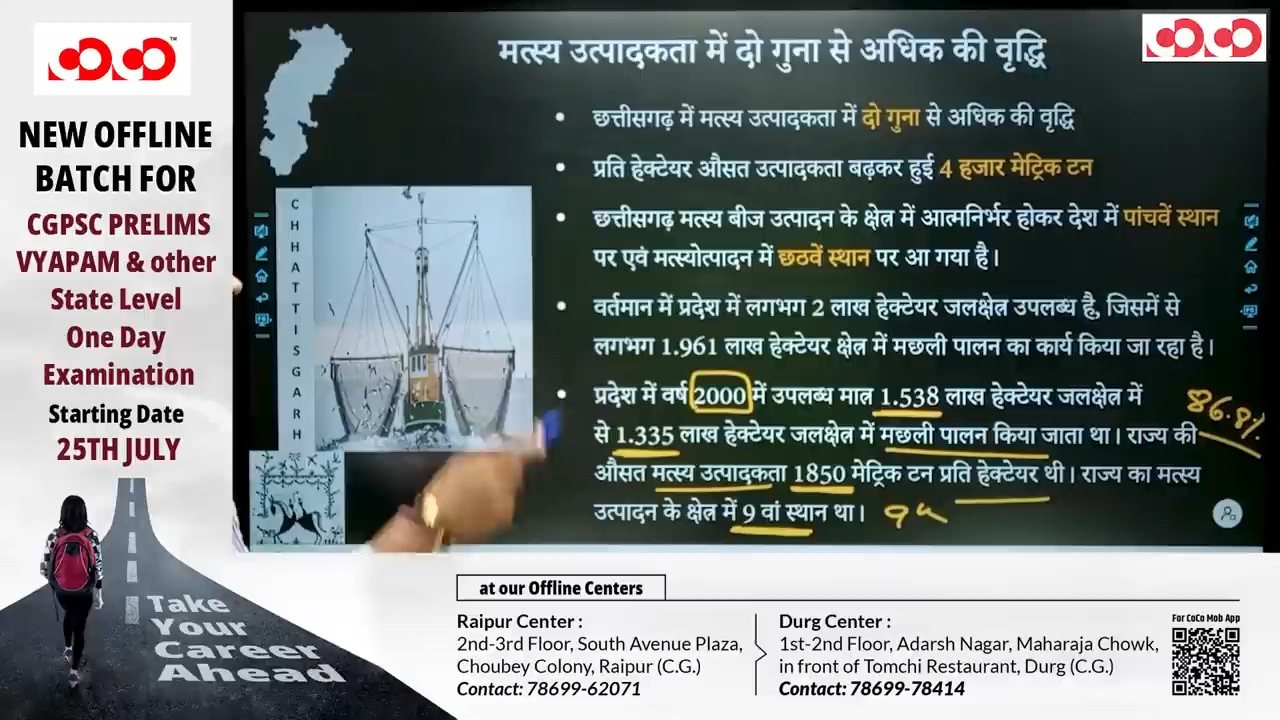 COCO™
NEW OFFLINE
BATCH FOR
CGPSC PRELIMS
VYAPAM & other
State Level
One Day
Examination
Starting Date
25TH JULY
Take
Your
Career
Ahead
COCO
मत्स्य उत्पादकता में दो गुना से अधिक की वृद्धि
• छत्तीसगढ़ में मत्स्य उत्पादकता में दो गुना से अधिक की वृद्धि
• प्रति हेक्टेयर औसत उत्पादकता बढ़कर हुई 4 हजार मेट्रिक टन
• छत्तीसगढ़ मत्स्य बीज उत्पादन के क्षेत्र में आत्मनिर्भर होकर देश में पांचवें स्थान
पर एवं मत्स्योत्पादन में छठवें स्थान पर आ गया है।
• वर्तमान में प्रदेश में लगभग 2 लाख हेक्टेयर जलक्षेत्र उपलब्ध है, जिसमें से
लगभग 1.961 लाख हेक्टेयर क्षेत्र में मछली पालन का कार्य किया जा रहा है।
• प्रदेश में वर्ष 2000 में उपलब्ध मात्र 1.538 लाख हेक्टेयर जलक्षेत्र में
से 1.335 लाख हेक्टेयर जलक्षेत्र में मछली पालन किया जाता था। राज्य की
औसत मत्स्य उत्पादकता 1850 मेट्रिक टन प्रति हेक्टेयर थी। राज्य का मत्स्य
उत्पादन के क्षेत्र में 9 वां स्थान था।
86.8%
CHHATTISGARH
at our Offline Centers
Raipur Center :
2nd-3rd Floor, South Avenue Plaza,
Choubey Colony, Raipur (C.G.)
Contact: 78699-62071
Durg Center :
1st-2nd Floor, Adarsh Nagar, Maharaja Chowk,
in front of Tomchi Restaurant, Durg (C.G.)
Contact: 78699-78414
For CoCo Mob App